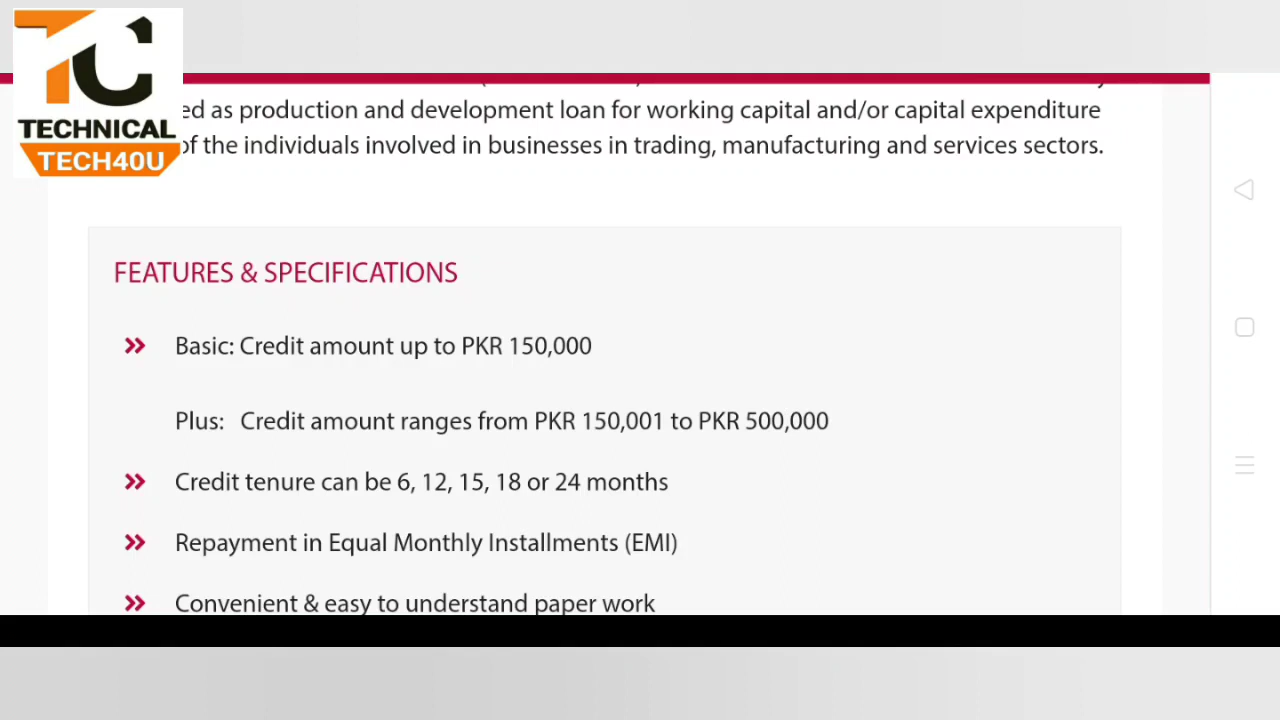 TC
TECHNICAL
TECH40U
ed as production and development loan for working capital and/or capital expenditure
of the individuals involved in businesses in trading, manufacturing and services sectors.
FEATURES & SPECIFICATIONS
Basic: Credit amount up to PKR 150,000
Plus: Credit amount ranges from PKR 150,001 to PKR 500,000
Credit tenure can be 6, 12, 15, 18 or 24 months
Repayment in Equal Monthly Installments (EMI)
Convenient & easy to understand paper work